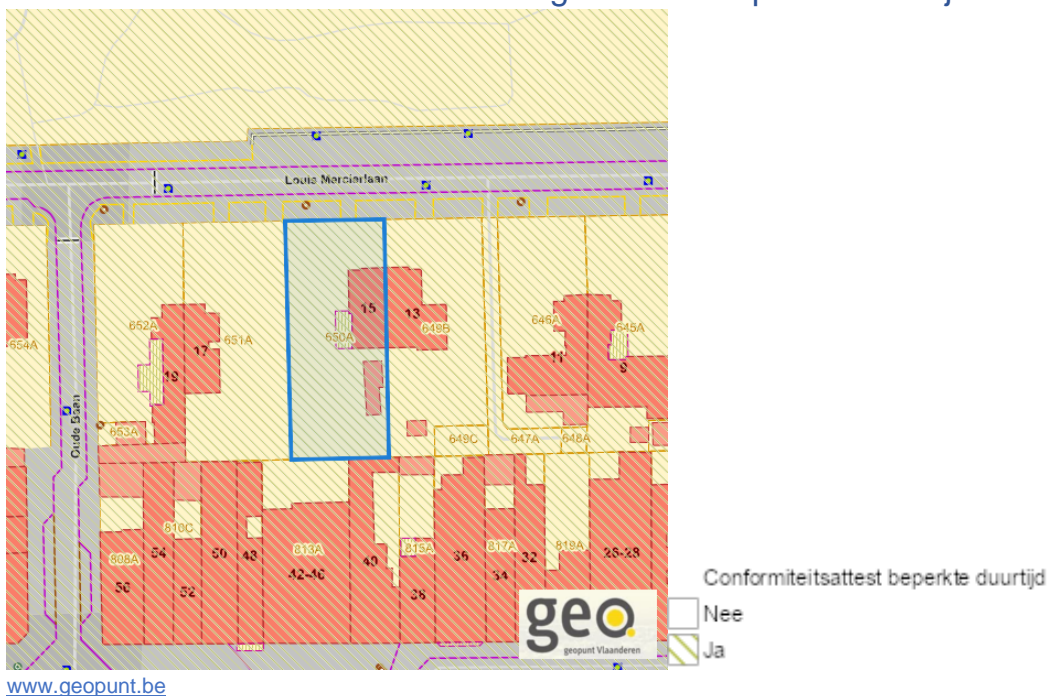 Louis Mercierlaan
Oude Baan
654A
652A
651A
17
19
653A
15
13
650A
649B
649C
646A
645A
11
9
647A
648A
808A
56
54
810C
52
50
48
813A
42-46
40
815A
38
36
817A
34
32
819A
26-28
geo
geopunt Vlaanderen
Conformiteitsattest beperkte duurtijd
Nee
Ja
www.geopunt.be